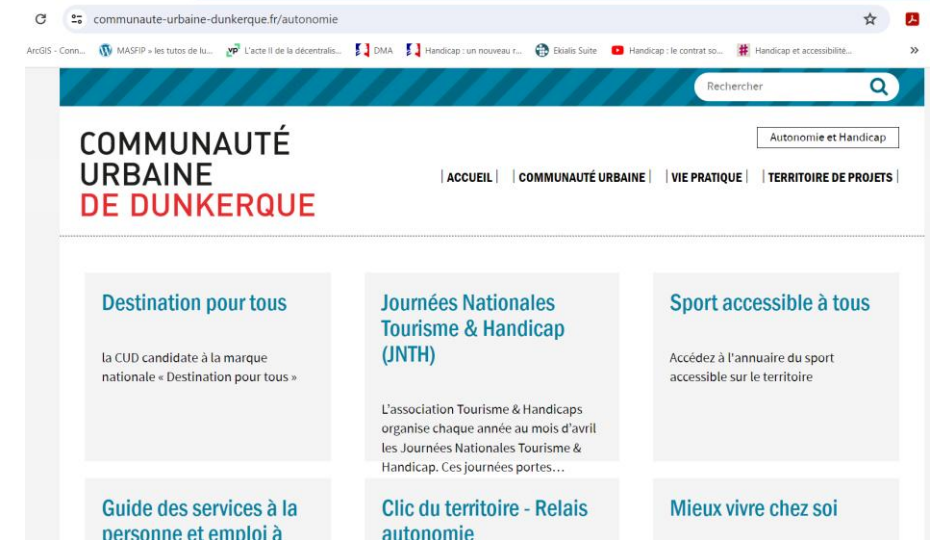 communaute-urbaine-dunkerque.fr/autonomie
ArcGIS - Conn... MASFIP » les tutos de lu... L'acte II de la décentralis... DMA Handicap : un nouveau r... Ekialis Suite Handicap : le contrat so... Handicap et accessibilité... »
Rechercher
Autonomie et Handicap
COMMUNAUTÉ
URBAINE
DE DUNKERQUE
| ACCUEIL | | COMMUNAUTÉ URBAINE | | VIE PRATIQUE | | TERRITOIRE DE PROJETS |
Destination pour tous
la CUD candidate à la marque
nationale « Destination pour tous »
Journées Nationales
Tourisme & Handicap
(JNTH)
L'association Tourisme & Handicaps
organise chaque année au mois d'avril
les Journées Nationales Tourisme &
Handicap. Ces journées portes…
Sport accessible à tous
Accédez à l'annuaire du sport
accessible sur le territoire
Guide des services à la
personne et emploi à
Clic du territoire - Relais
autonomie
Mieux vivre chez soi